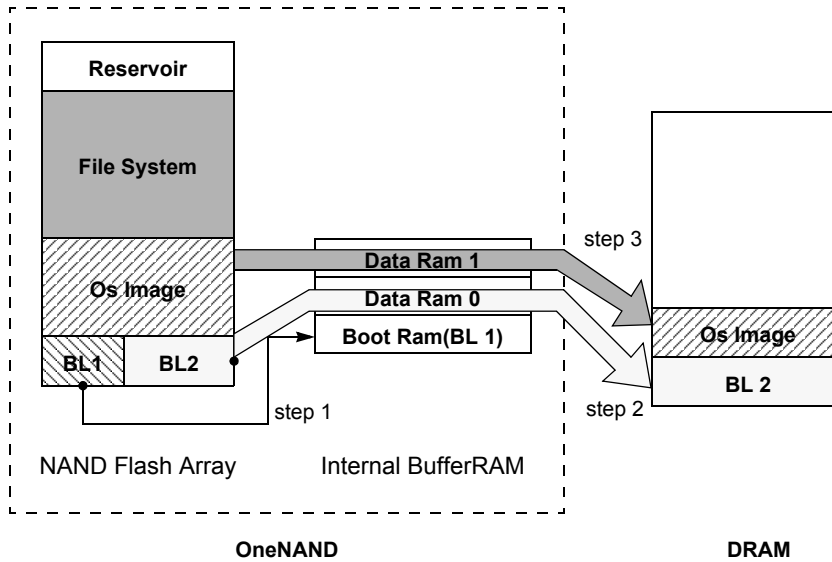 Reservoir
File System
Os Image
BL1
BL2
Data Ram 1
Data Ram 0
Boot Ram(BL 1)
step 1
step 3
step 2
Os Image
BL 2
NAND Flash Array
Internal BufferRAM
OneNAND
DRAM